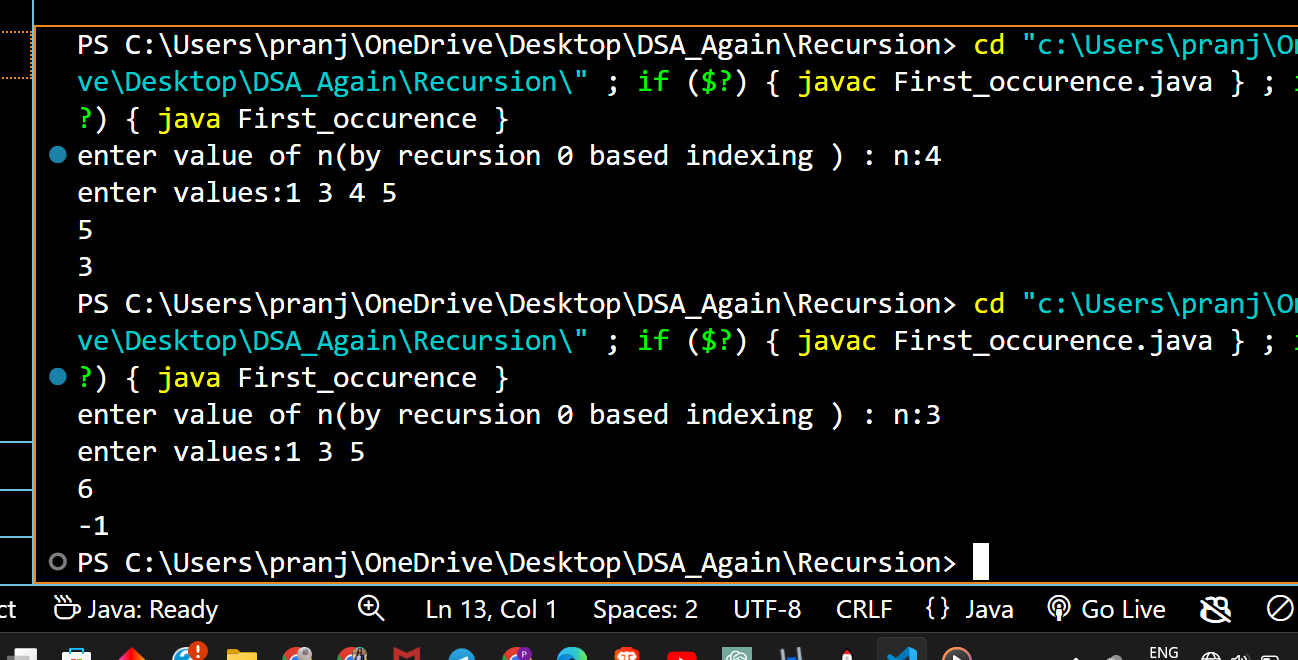 PS C:\Users\pranj\OneDrive\Desktop\DSA_Again\Recursion> cd "c:\Users\pranj\On
ve\Desktop\DSA_Again\Recursion\" ; if ($?) { javac First_occurence.java } ; i
?) { java First_occurence }
enter value of n(by recursion 0 based indexing ) : n:4
enter values:1 3 4 5
5
3
PS C:\Users\pranj\OneDrive\Desktop\DSA_Again\Recursion> cd "c:\Users\pranj\On
ve\Desktop\DSA_Again\Recursion\" ; if ($?) { javac First_occurence.java } ; i
?) { java First_occurence }
enter value of n(by recursion 0 based indexing ) : n:3
enter values:1 3 5
6
-1
PS C:\Users\pranj\OneDrive\Desktop\DSA_Again\Recursion>
ct Java: Ready Ln 13, Col 1 Spaces: 2 UTF-8 CRLF {} Java Go Live
ENG